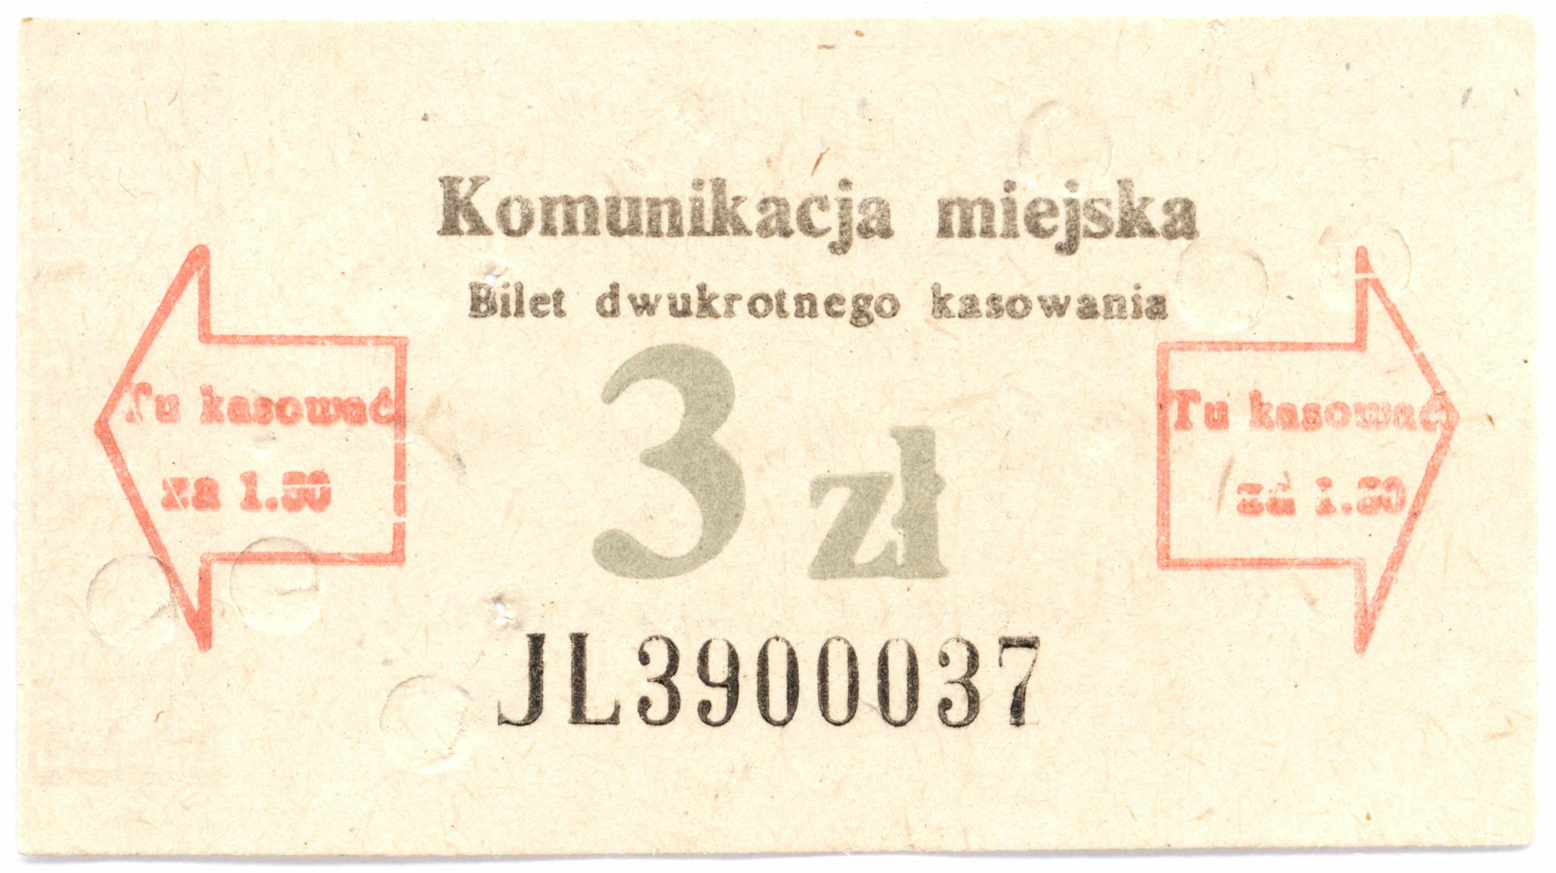 Komunikacja miejska
Bilet dwukrotnego kasowania
Tu kasować
za 1.50
3 zł
Tu kasować
za 1.50
JL3900037